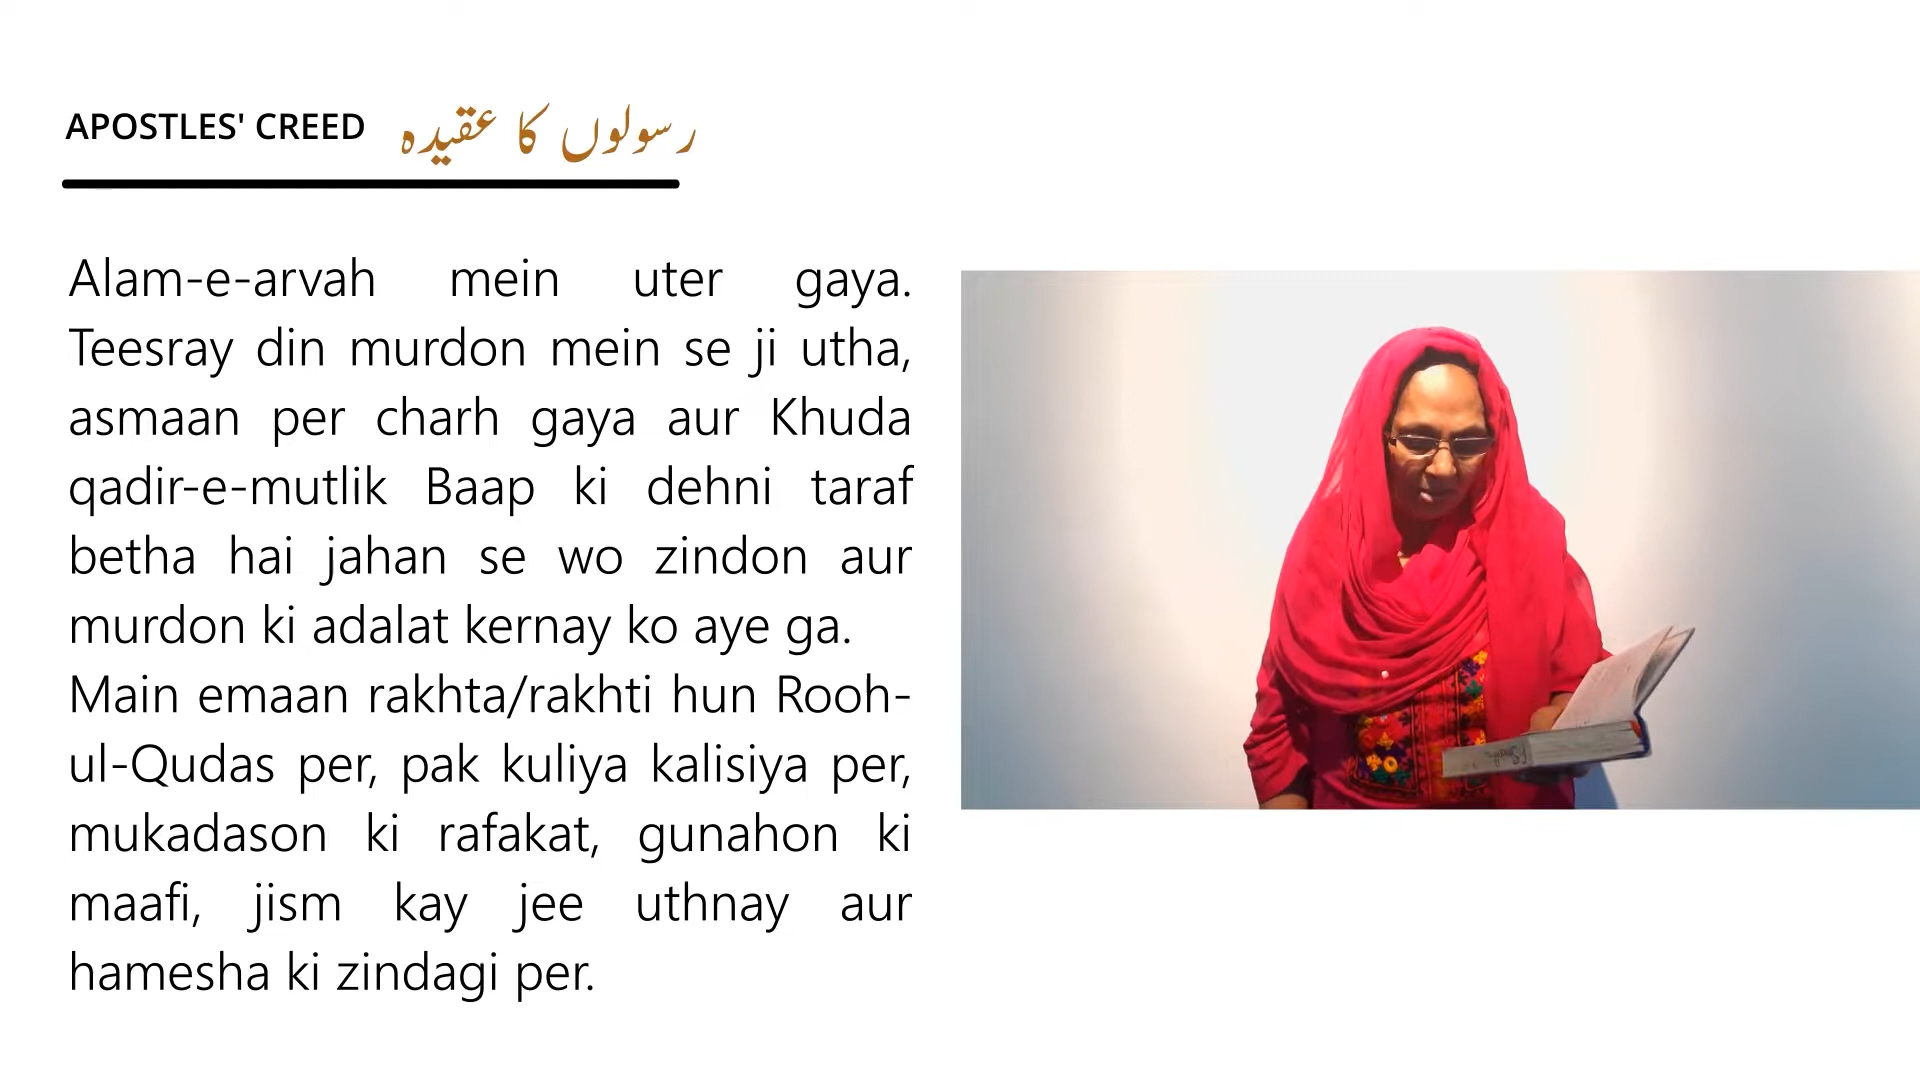 APOSTLES' CREED رسولوں کا عقیدہ
Alam-e-arvah mein uter gaya.
Teesray din murdon mein se ji utha,
asmaan per charh gaya aur Khuda
qadir-e-mutlik Baap ki dehni taraf
betha hai jahan se wo zindon aur
murdon ki adalat kernay ko aye ga.
Main emaan rakhta/rakhti hun Rooh-
ul-Qudas per, pak kuliya kalisiya per,
mukadason ki rafakat, gunahon ki
maafi, jism kay jee uthnay aur
hamesha ki zindagi per.